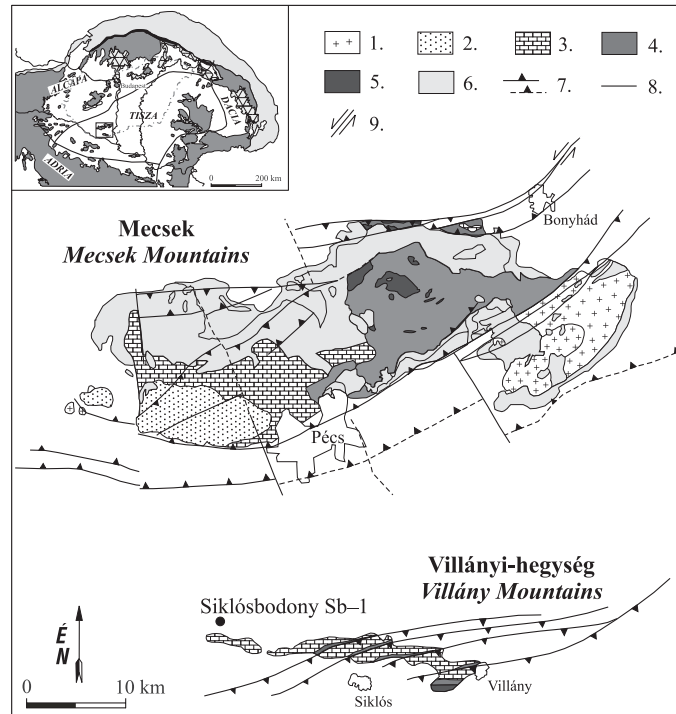 ALCAPA
Budapest
TISZA
DACIA
ADRIA
0 200 km
1.
2.
3.
4.
5.
6.
7.
8.
9.
Bonyhád
Mecsek
Mecsek Mountains
Pécs
Villányi-hegység
Villány Mountains
Siklósbodony Sb–1
É
N
0 10 km
Siklós
Villány